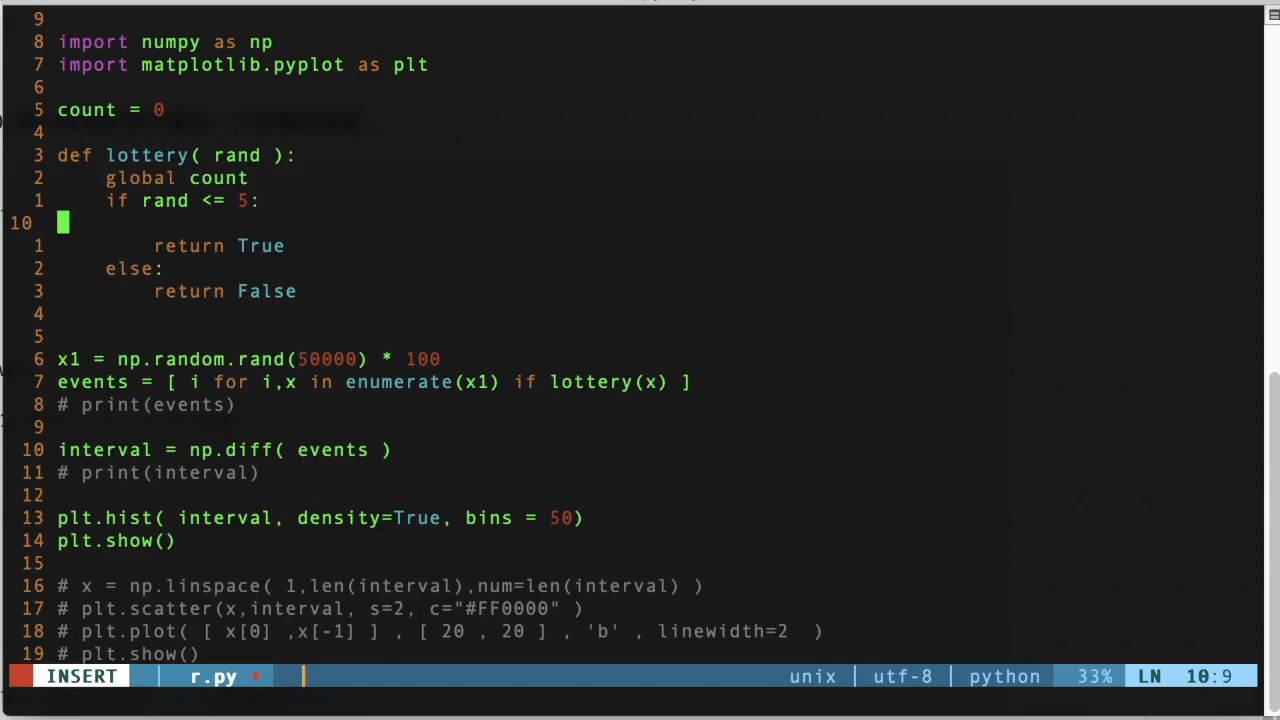 9
8 import numpy as np
7 import matplotlib.pyplot as plt
6
5 count = 0
4
3 def lottery( rand ):
2     global count
1     if rand <= 5:
10
1         return True
2     else:
3         return False
4
5
6 x1 = np.random.rand(50000) * 100
7 events = [ i for i,x in enumerate(x1) if lottery(x) ]
8 # print(events)
9
10 interval = np.diff( events )
11 # print(interval)
12
13 plt.hist( interval, density=True, bins = 50)
14 plt.show()
15
16 # x = np.linspace( 1,len(interval),num=len(interval) )
17 # plt.scatter(x,interval, s=2, c="#FF0000" )
18 # plt.plot( [ x[0] ,x[-1] ] , [ 20 , 20 ] , 'b' , linewidth=2  )
19 # plt.show()
INSERT r.py + unix | utf-8 | python 33% LN 10:9